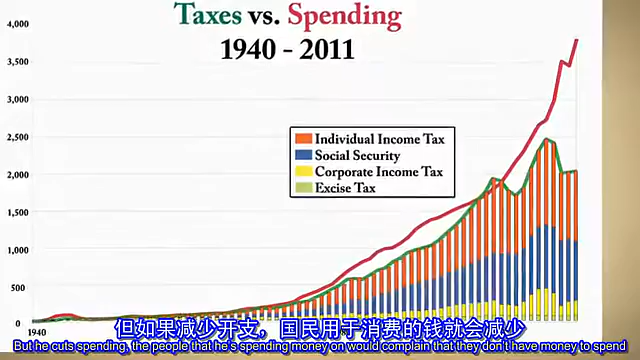 Taxes vs. Spending
1940 - 2011
4,000
3,500
3,000
2,500
2,000
1,500
1,000
500
0
1940
Individual Income Tax
Social Security
Corporate Income Tax
Excise Tax
但如果减少开支，国民用于消费的钱就会减少
But he cuts spending, the people that he's spending money on would complain that they don't have money to spend